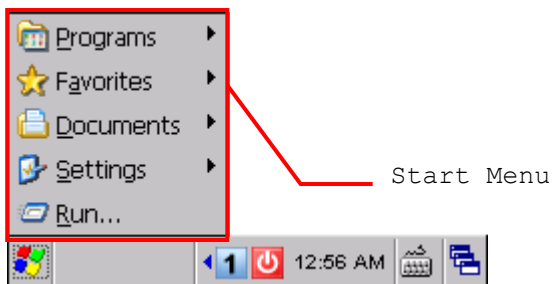 Programs
Favorites
Documents
Settings
Run...
Start Menu
1 12:56 AM